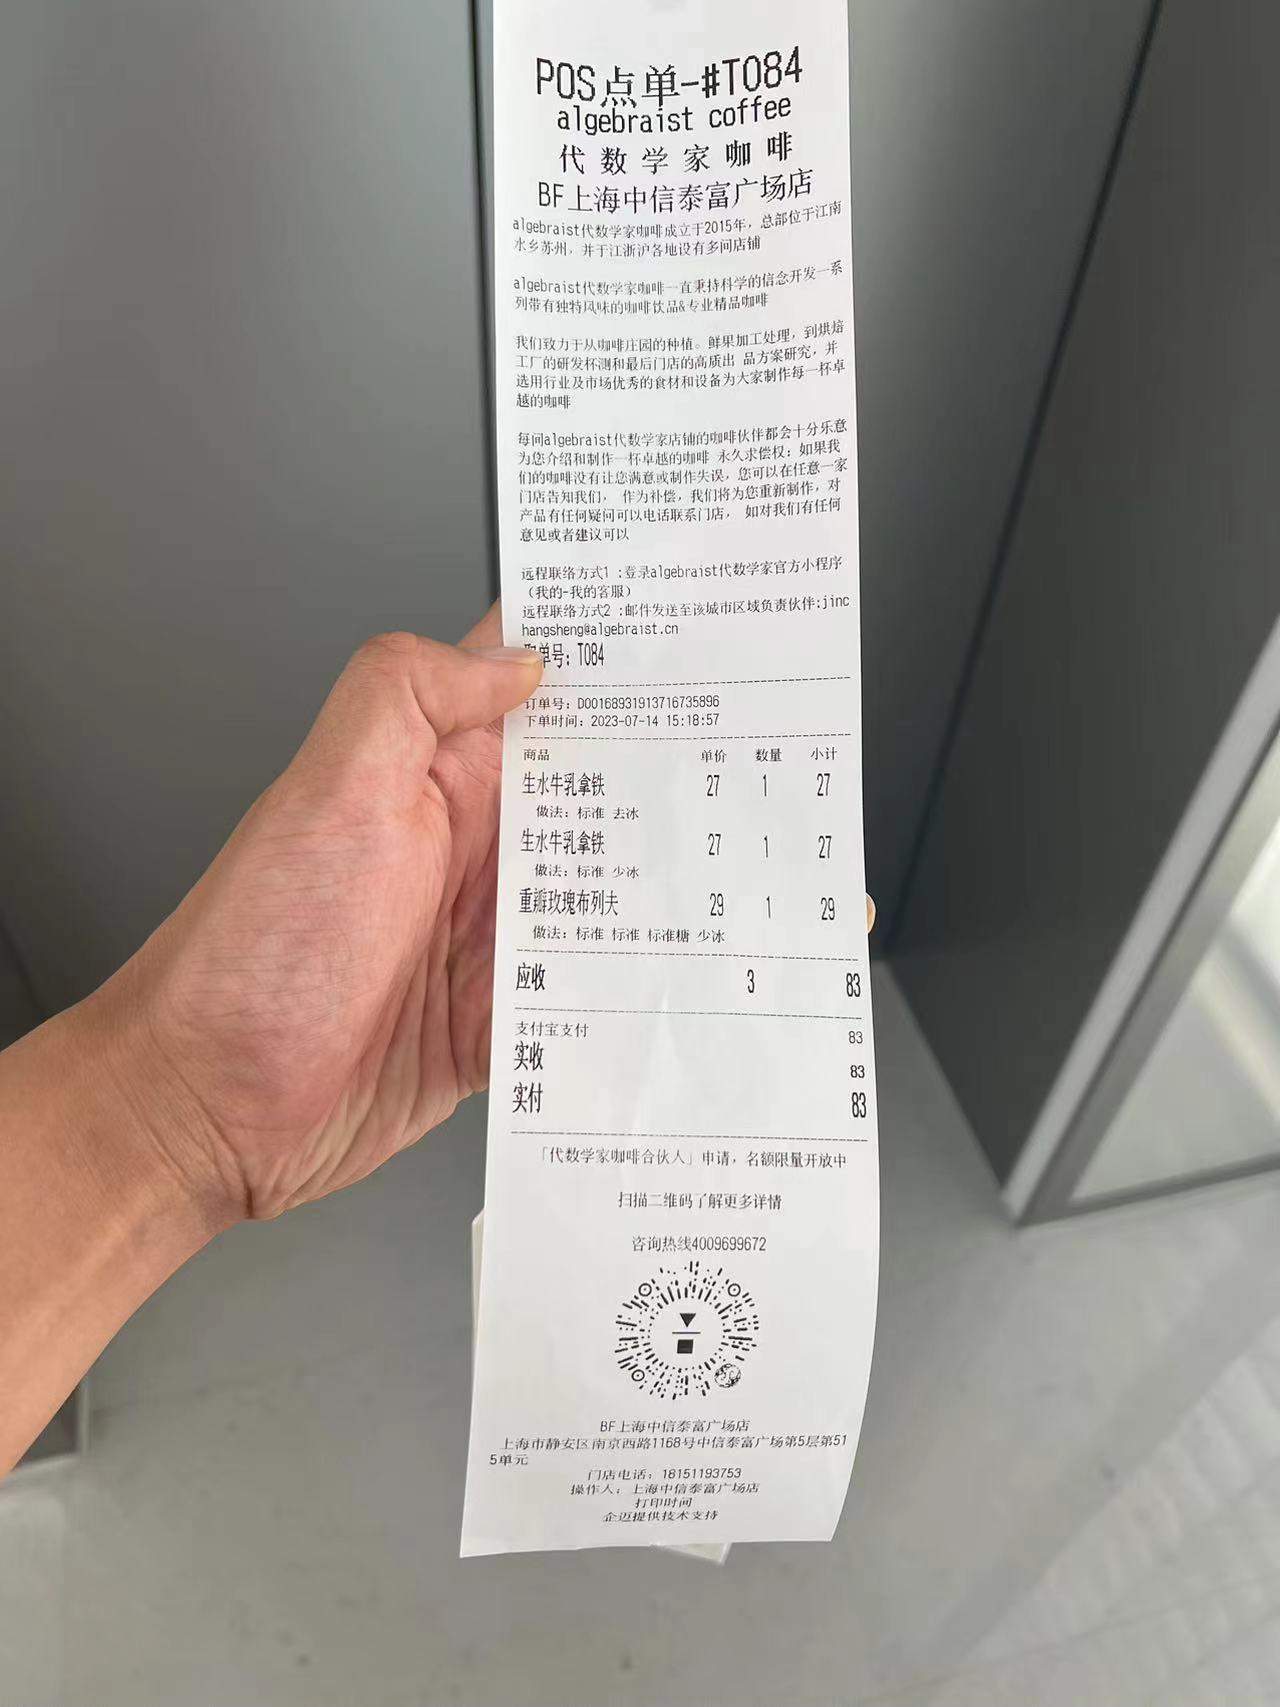 POS点单-#T084
algebraist coffee
代数学家咖啡
BF上海中信泰富广场店
algebraist代数学家咖啡成立于2015年，总部位于江南
水乡苏州，并于江浙沪各地设有多间店铺
algebraist代数学家咖啡一直秉持科学的信念开发一系
列带有独特风味的咖啡饮品&专业精品咖啡
我们致力于从咖啡庄园的种植。鲜果加工处理，到烘焙
工厂的研发杯测和最后门店的高质出 品方案研究，并
选用行业及市场优秀的食材和设备为大家制作每一杯卓
越的咖啡
每间algebraist代数学家店铺的咖啡伙伴都会十分乐意
为您介绍和制作一杯卓越的咖啡 永久求偿权：如果我
们的咖啡没有让您满意或制作失误，您可以在任意一家
门店告知我们， 作为补偿，我们将为您重新制作，对
产品有任何疑问可以电话联系门店， 如对我们有任何
意见或者建议可以
远程联络方式1 :登录algebraist代数学家官方小程序
（我的-我的客服）
远程联络方式2 :邮件发送至该城市区域负责伙伴:jinc
hangsheng@algebraist.cn
单号：T084
订单号：D00168931913716735896
下单时间：2023-07-14 15:18:57
商品 单价 数量 小计
生水牛乳拿铁 27 1 27
做法：标准 去冰
生水牛乳拿铁 27 1 27
做法：标准 少冰
重瓣玫瑰布列夫 29 1 29
做法：标准 标准 标准糖 少冰
应收 3 83
支付宝支付 83
实收 83
实付 83
「代数学家咖啡合伙人」申请，名额限量开放中
扫描二维码了解更多详情
咨询热线4009699672
BF上海中信泰富广场店
上海市静安区南京西路1168号中信泰富广场第5层第51
5单元
门店电话：18151193753
操作人：上海中信泰富广场店
打印时间
企迈提供技术支持